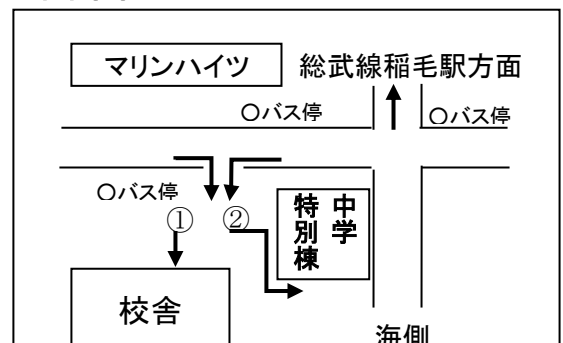 マリンハイツ
総武線稲毛駅方面
○バス停
○バス停
○バス停
①
②
中学
特別棟
校舎
海側